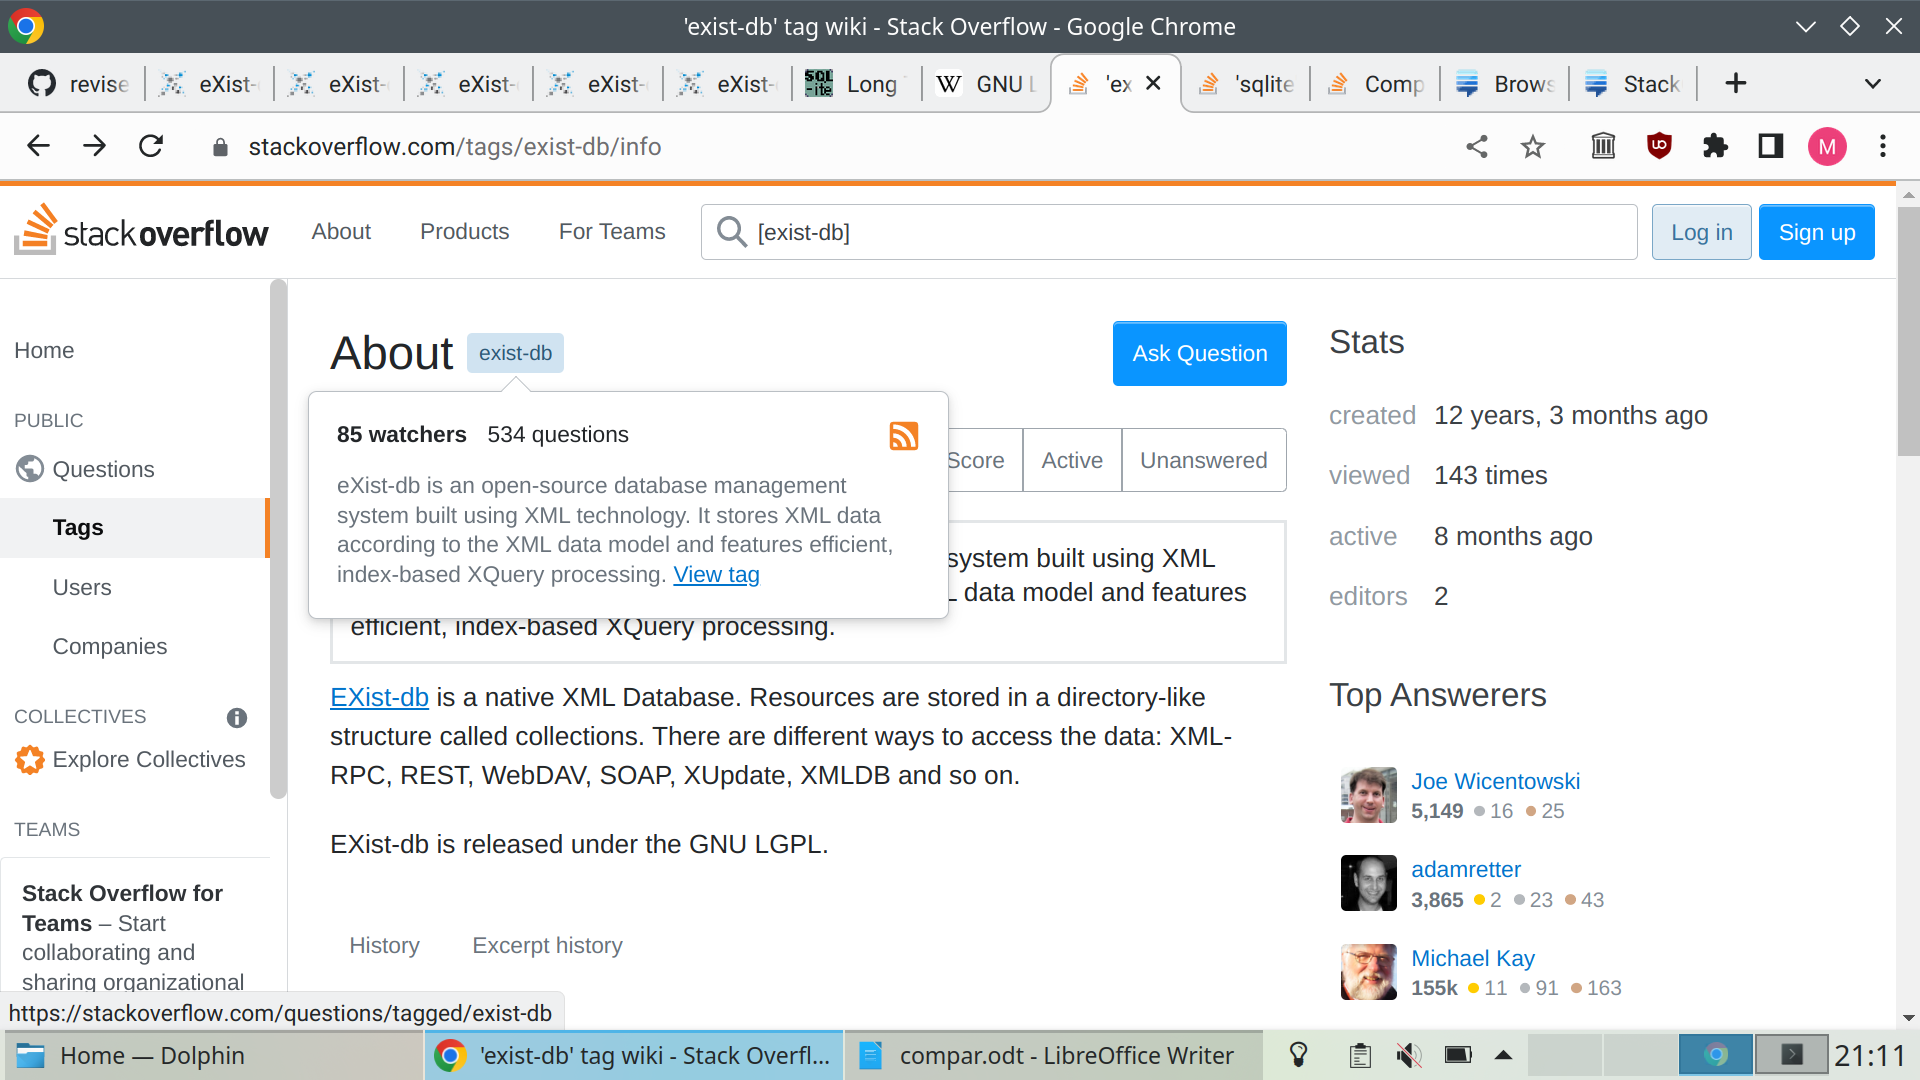 'exist-db' tag wiki - Stack Overflow - Google Chrome
revise eXist- eXist- eXist- eXist- eXist- SQL-ite Long W GNU L 'ex 'sqlite Comp Brows Stack
stackoverflow.com/tags/exist-db/info
M
stackoverflow About Products For Teams [exist-db] Log in Sign up
Home
PUBLIC
Questions
Tags
Users
Companies
COLLECTIVES
Explore Collectives
TEAMS
Stack Overflow for
Teams – Start
collaborating and
sharing organizational
About exist-db
Ask Question
85 watchers 534 questions
eXist-db is an open-source database management
system built using XML technology. It stores XML data
according to the XML data model and features efficient,
index-based XQuery processing. View tag
Score Active Unanswered
system built using XML
data model and features
efficient, index-based XQuery processing.
EXist-db is a native XML Database. Resources are stored in a directory-like
structure called collections. There are different ways to access the data: XML-
RPC, REST, WebDAV, SOAP, XUpdate, XMLDB and so on.
EXist-db is released under the GNU LGPL.
History Excerpt history
Stats
created 12 years, 3 months ago
viewed 143 times
active 8 months ago
editors 2
Top Answerers
Joe Wicentowski
5,149 16 25
adamretter
3,865 2 23 43
Michael Kay
155k 11 91 163
https://stackoverflow.com/questions/tagged/exist-db
Home — Dolphin 'exist-db' tag wiki - Stack Overfl... compar.odt - LibreOffice Writer 21:11